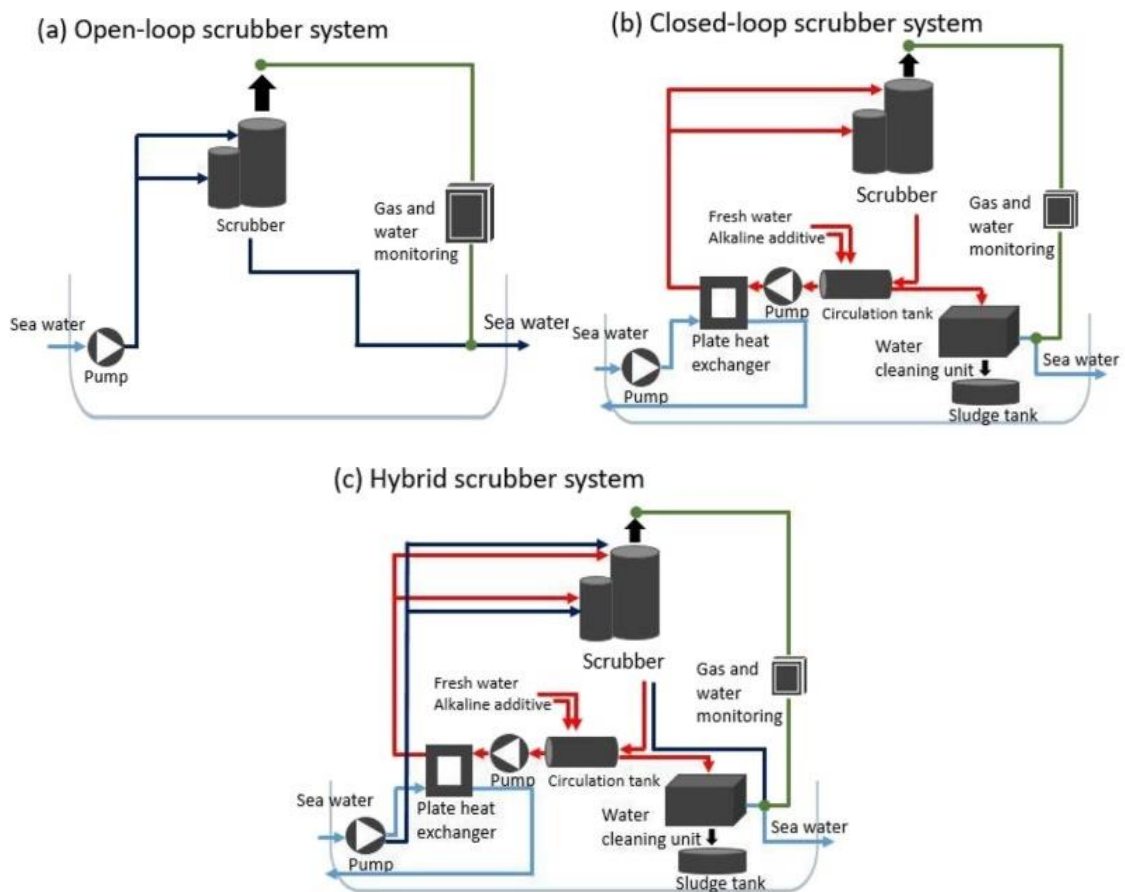 (a) Open-loop scrubber system
Scrubber
Gas and
water
monitoring
Sea water
Pump
Sea water
(b) Closed-loop scrubber system
Scrubber
Gas and
water
monitoring
Fresh water
Alkaline additive
Pump
Circulation tank
Sea water
Plate heat
exchanger
Pump
Water
cleaning unit
Sea water
Sludge tank
(c) Hybrid scrubber system
Scrubber
Gas and
water
monitoring
Fresh water
Alkaline additive
Pump
Circulation tank
Sea water
Plate heat
exchanger
Pump
Water
cleaning unit
Sea water
Sludge tank